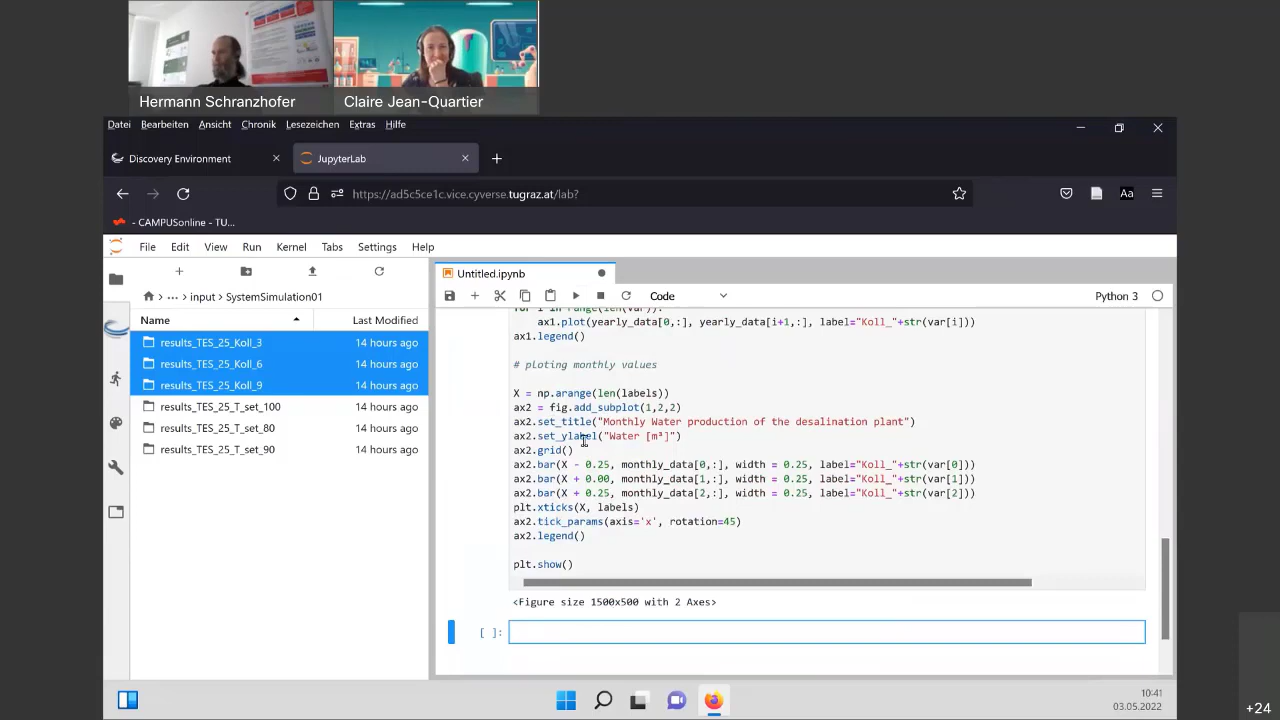 Hermann Schranzhofer
Claire Jean-Quartier
Datei Bearbeiten Ansicht Chronik Lesezeichen Extras Hilfe
Discovery Environment
JupyterLab
https://ad5c5ce1c.vice.cyverse.tugraz.at/lab?
Aa
- CAMPUSonline - TU...
File Edit View Run Kernel Tabs Settings Help
Untitled.ipynb
Code
Python 3
... > input > SystemSimulation01
Name Last Modified
results_TES_25_Koll_3 14 hours ago
results_TES_25_Koll_6 14 hours ago
results_TES_25_Koll_9 14 hours ago
results_TES_25_T_set_100 14 hours ago
results_TES_25_T_set_80 14 hours ago
results_TES_25_T_set_90 14 hours ago
for i in range(len(var)):
ax1.plot(yearly_data[0,:], yearly_data[i+1,:], label="Koll_"+str(var[i]))
ax1.legend()
# ploting monthly values
X = np.arange(len(labels))
ax2 = fig.add_subplot(1,2,2)
ax2.set_title("Monthly Water production of the desalination plant")
ax2.set_ylabel("Water [m³]")
ax2.grid()
ax2.bar(X - 0.25, monthly_data[0,:], width = 0.25, label="Koll_"+str(var[0]))
ax2.bar(X + 0.00, monthly_data[1,:], width = 0.25, label="Koll_"+str(var[1]))
ax2.bar(X + 0.25, monthly_data[2,:], width = 0.25, label="Koll_"+str(var[2]))
plt.xticks(X, labels)
ax2.tick_params(axis='x', rotation=45)
ax2.legend()
plt.show()
<Figure size 1500x500 with 2 Axes>
[ ]:
10:41
03.05.2022
+24